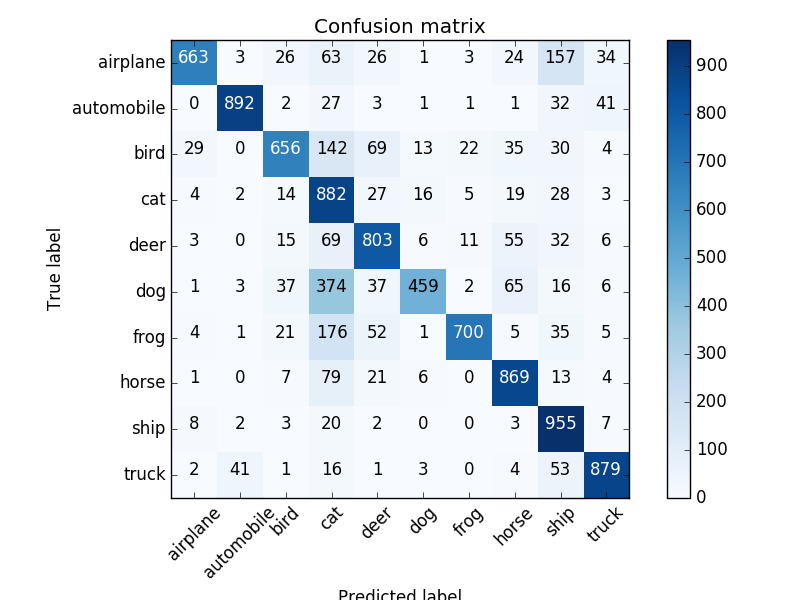 Confusion matrix
airplane 663 3 26 63 26 1 3 24 157 34
automobile 0 892 2 27 3 1 1 1 32 41
bird 29 0 656 142 69 13 22 35 30 4
cat 4 2 14 882 27 16 5 19 28 3
deer 3 0 15 69 803 6 11 55 32 6
dog 1 3 37 374 37 459 2 65 16 6
frog 4 1 21 176 52 1 700 5 35 5
horse 1 0 7 79 21 6 0 869 13 4
ship 8 2 3 20 2 0 0 3 955 7
truck 2 41 1 16 1 3 0 4 53 879
True label
airplane automobile bird cat deer dog frog horse ship truck
Predicted label
900
800
700
600
500
400
300
200
100
0